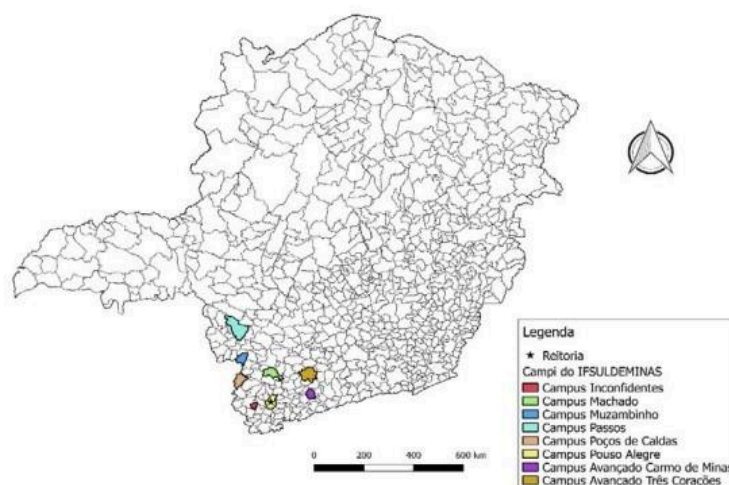 Legenda
★ Reitoria
Campi do IFSULDEMINAS
Campus Inconfidentes
Campus Machado
Campus Muzambinho
Campus Passos
Campus Poços de Caldas
Campus Pouso Alegre
Campus Avançado Carmo de Minas
Campus Avançado Três Corações
0 200 400 600 km